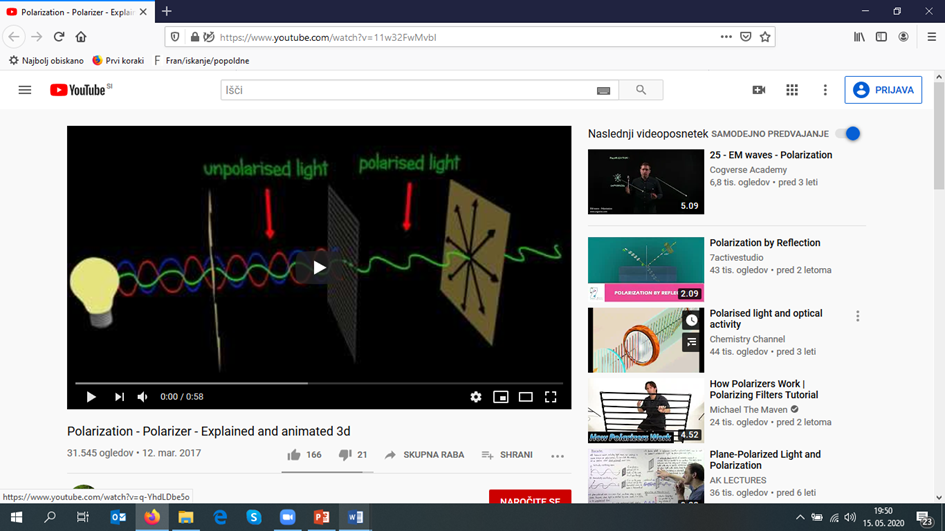 Polarization - Polarizer - Explai
https://www.youtube.com/watch?v=11w32FwMvbI
Najbolj obiskano
Prvi koraki
Fran/iskanje/popoldne
YouTube SI
Išči
PRIJAVA
unpolarised light
polarised light
0:00 / 0:58
Polarization - Polarizer - Explained and animated 3d
31.545 ogledov • 12. mar. 2017
166
21
SKUPNA RABA
SHRANI
NAROČITE SE
Naslednji videoposnetek
SAMODEJNO PREDVAJANJE
5.09
25 - EM waves - Polarization
Cogverse Academy
6,8 tis. ogledov • pred 3 leti
POLARIZATION BY REFLE
2.09
Polarization by Reflection
7activestudio
43 tis. ogledov • pred 2 letoma
Polarised light and optical
activity
Chemistry Channel
44 tis. ogledov • pred 3 leti
How Polarizers Work
4.52
How Polarizers Work |
Polarizing Filters Tutorial
Michael The Maven
24 tis. ogledov • pred 2 letoma
Plane-Polarized Light and
Polarization
AK LECTURES
36 tis. ogledov • pred 6 leti
https://www.youtube.com/watch?v=q-YhdLDbe5o
19:50
15. 05. 2020
23